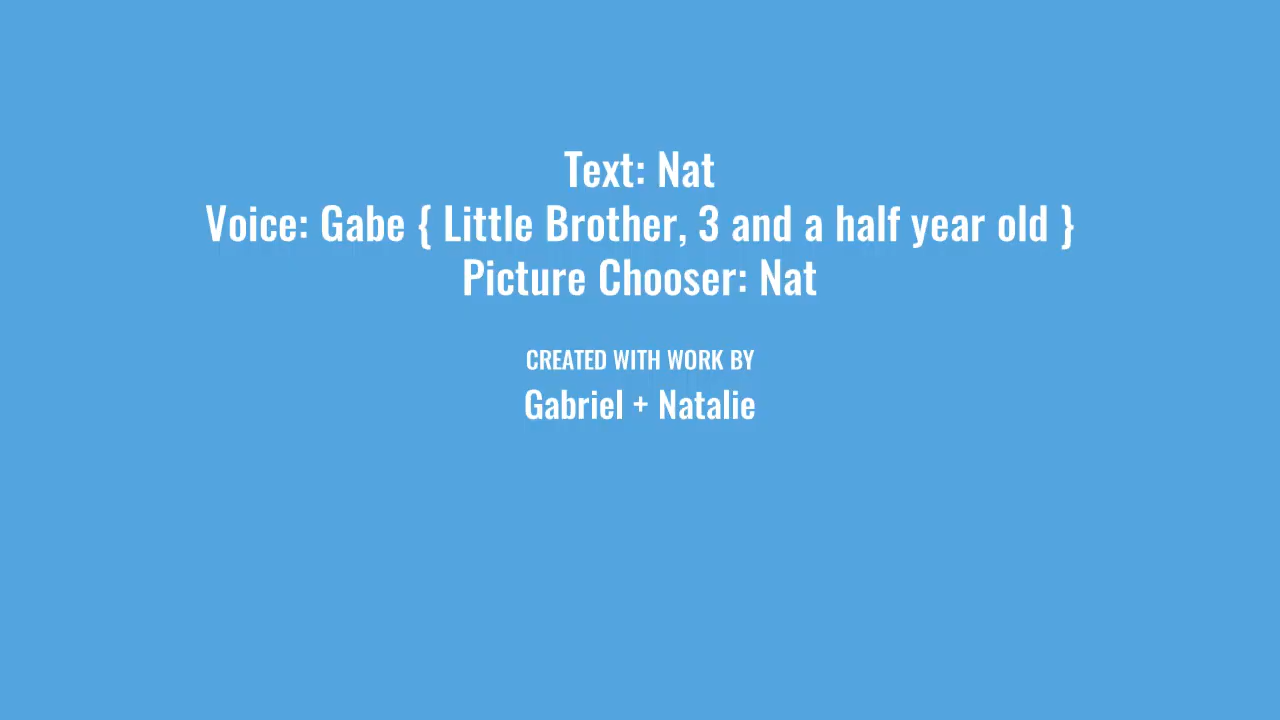 Text: Nat
Voice: Gabe { Little Brother, 3 and a half year old }
Picture Chooser: Nat
CREATED WITH WORK BY
Gabriel + Natalie